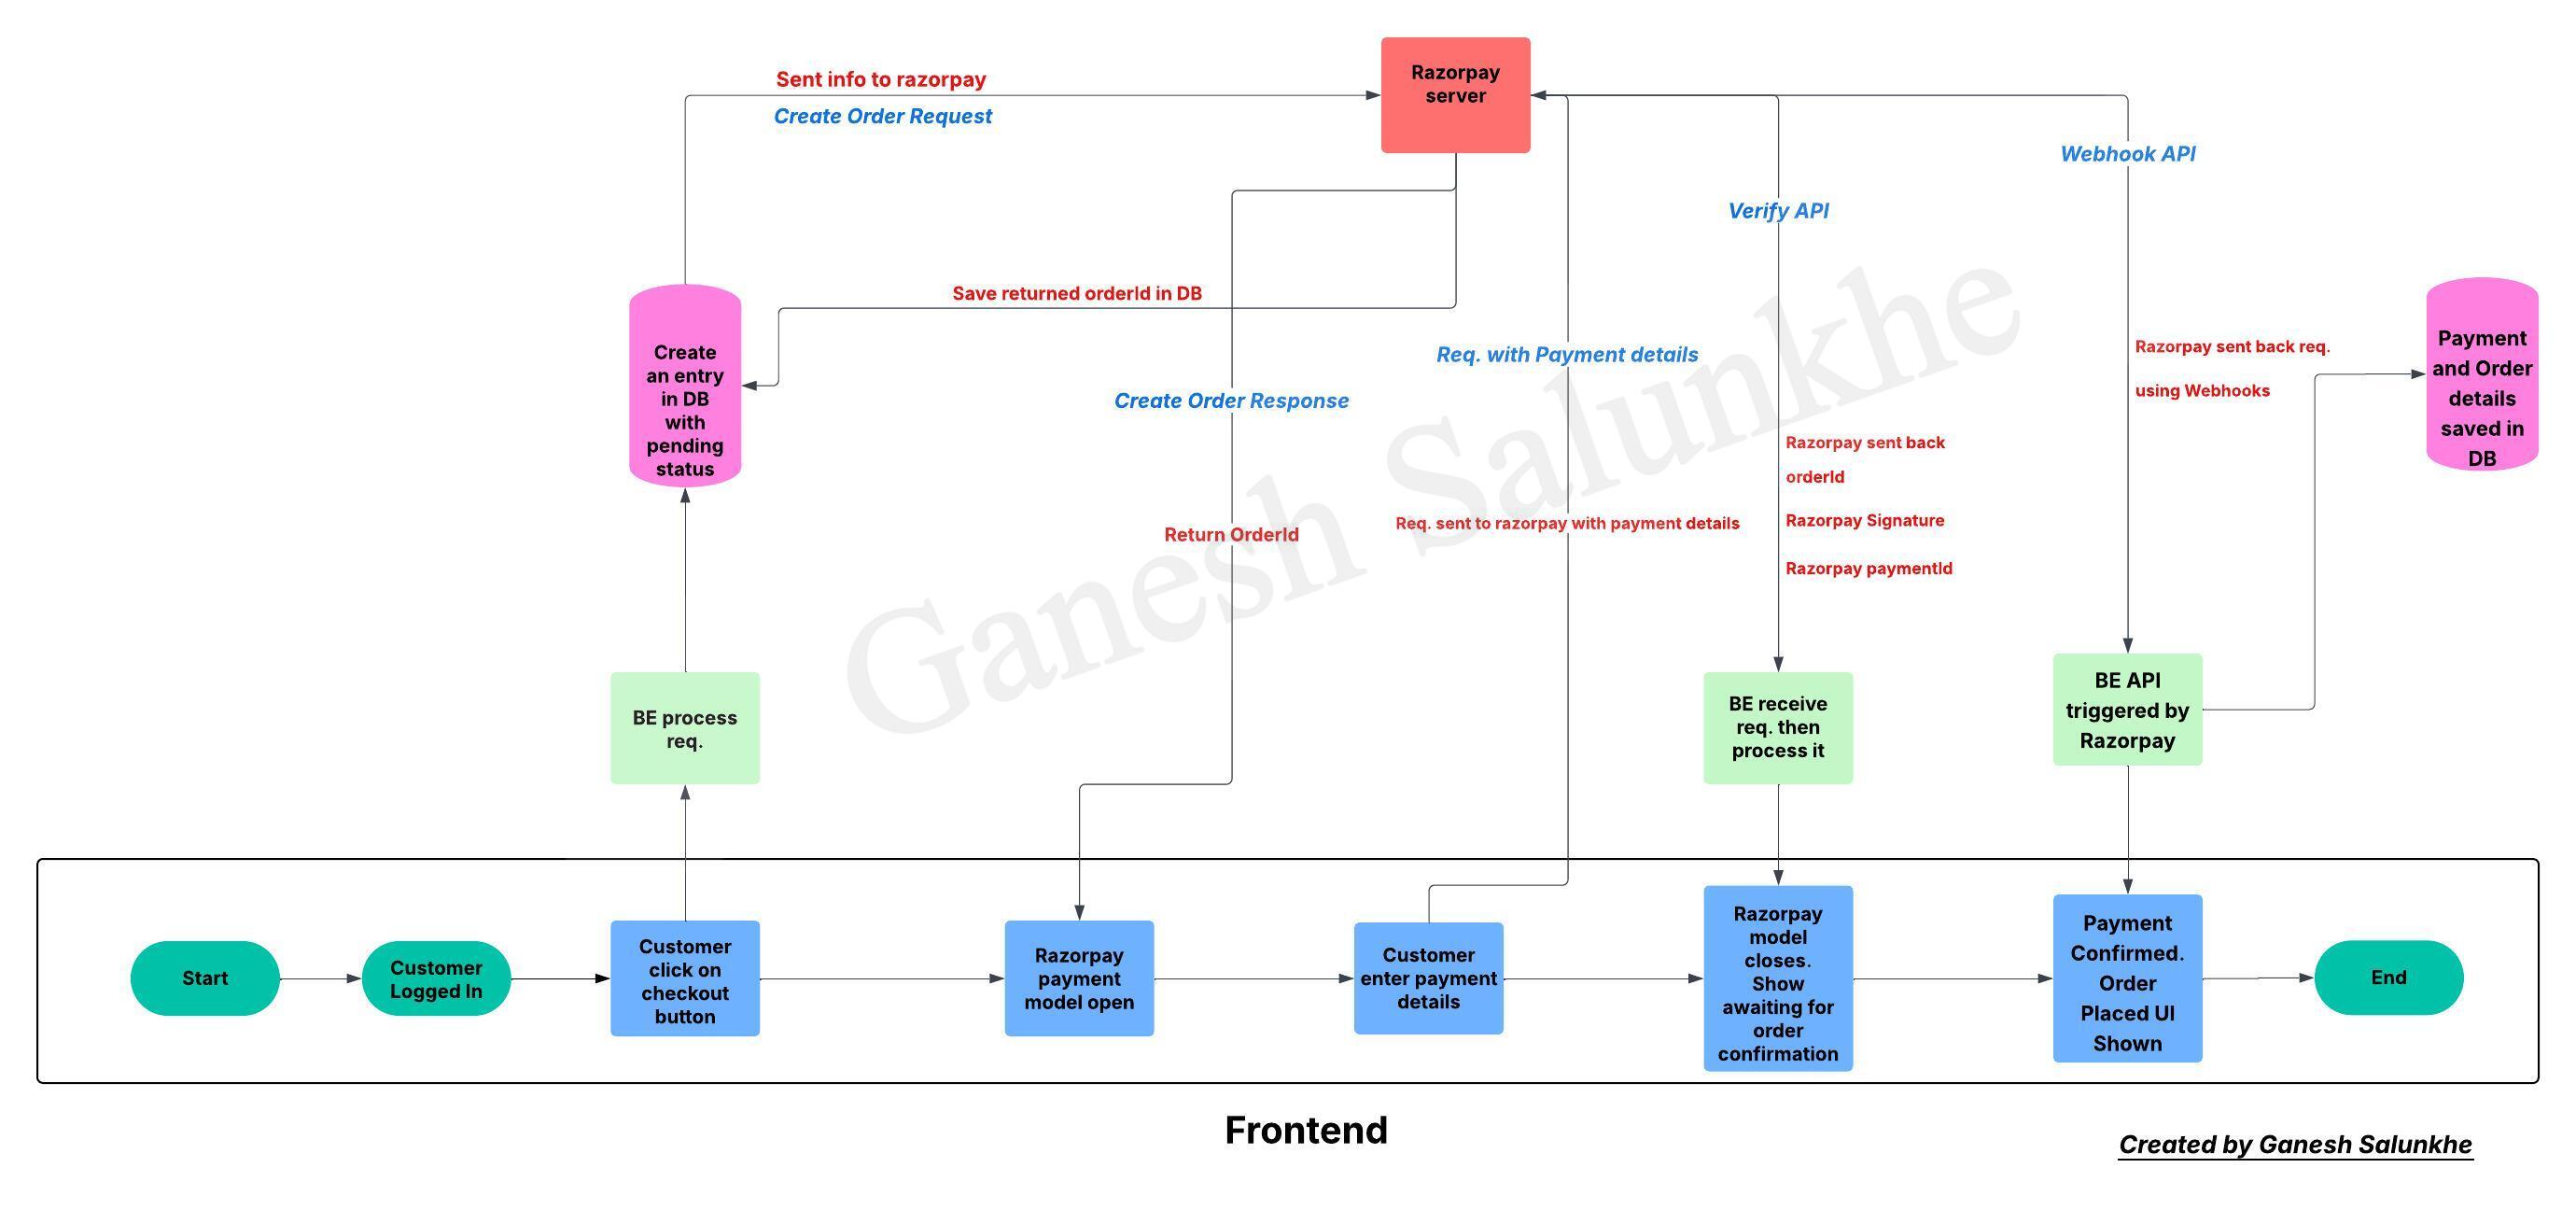 Razorpay
server
Sent info to razorpay
Create Order Request
Webhook API
Verify API
Save returned orderId in DB
Create
an entry
in DB
with
pending
status
Req. with Payment details
Create Order Response
Razorpay sent back req.
using Webhooks
Payment
and Order
details
saved in
DB
Razorpay sent back
orderId
Razorpay Signature
Razorpay paymentId
Return OrderId
Req. sent to razorpay with payment details
Ganesh Salunkhe
BE process
req.
BE receive
req. then
process it
BE API
triggered by
Razorpay
Start
Customer
Logged In
Customer
click on
checkout
button
Razorpay
payment
model open
Customer
enter payment
details
Razorpay
model
closes.
Show
awaiting for
order
confirmation
Payment
Confirmed.
Order
Placed UI
Shown
End
Frontend
Created by Ganesh Salunkhe